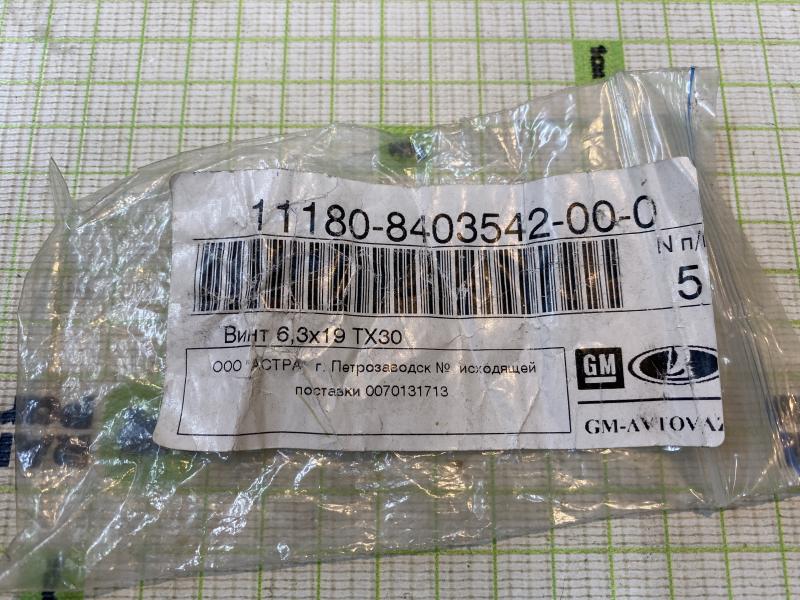 1см
11180-8403542-00-0
N п/п
5
Винт 6,3х19 ТХ30
ООО "АСТРА" г. Петрозаводск № исходящей
поставки 0070131713
GM
GM-AVTOVAZ